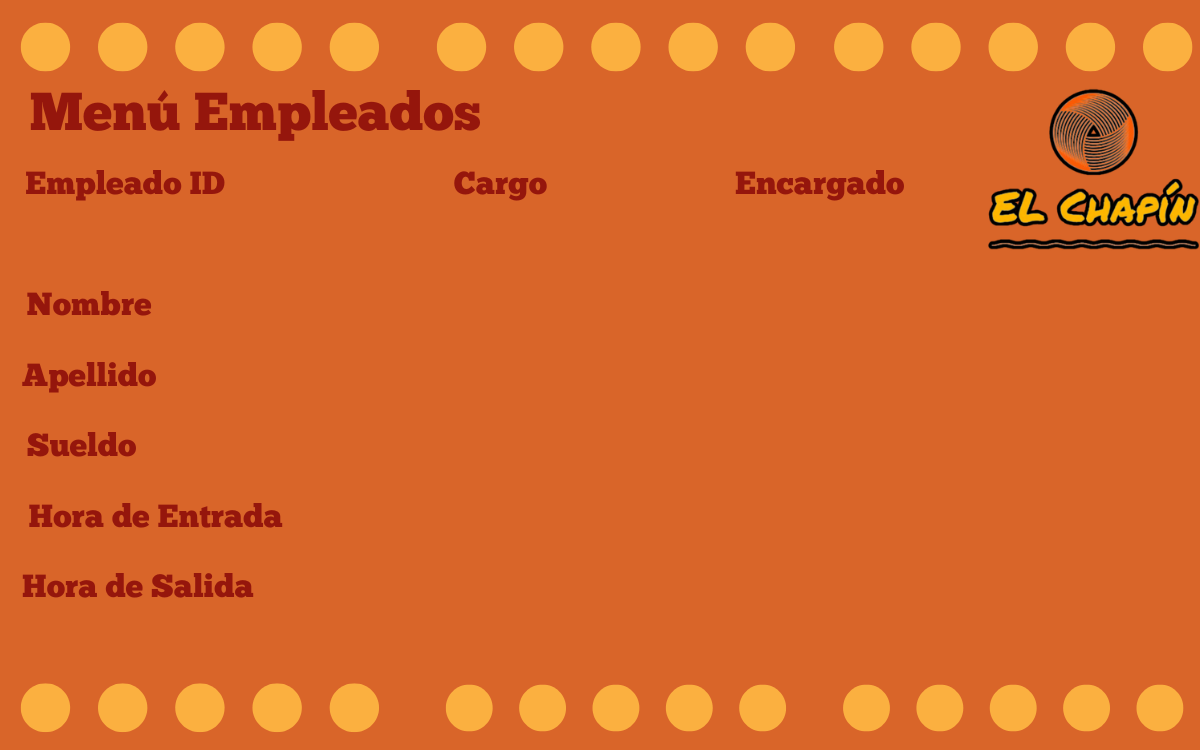 Menú Empleados
Empleado ID
Cargo
Encargado
EL CHAPÍN
Nombre
Apellido
Sueldo
Hora de Entrada
Hora de Salida